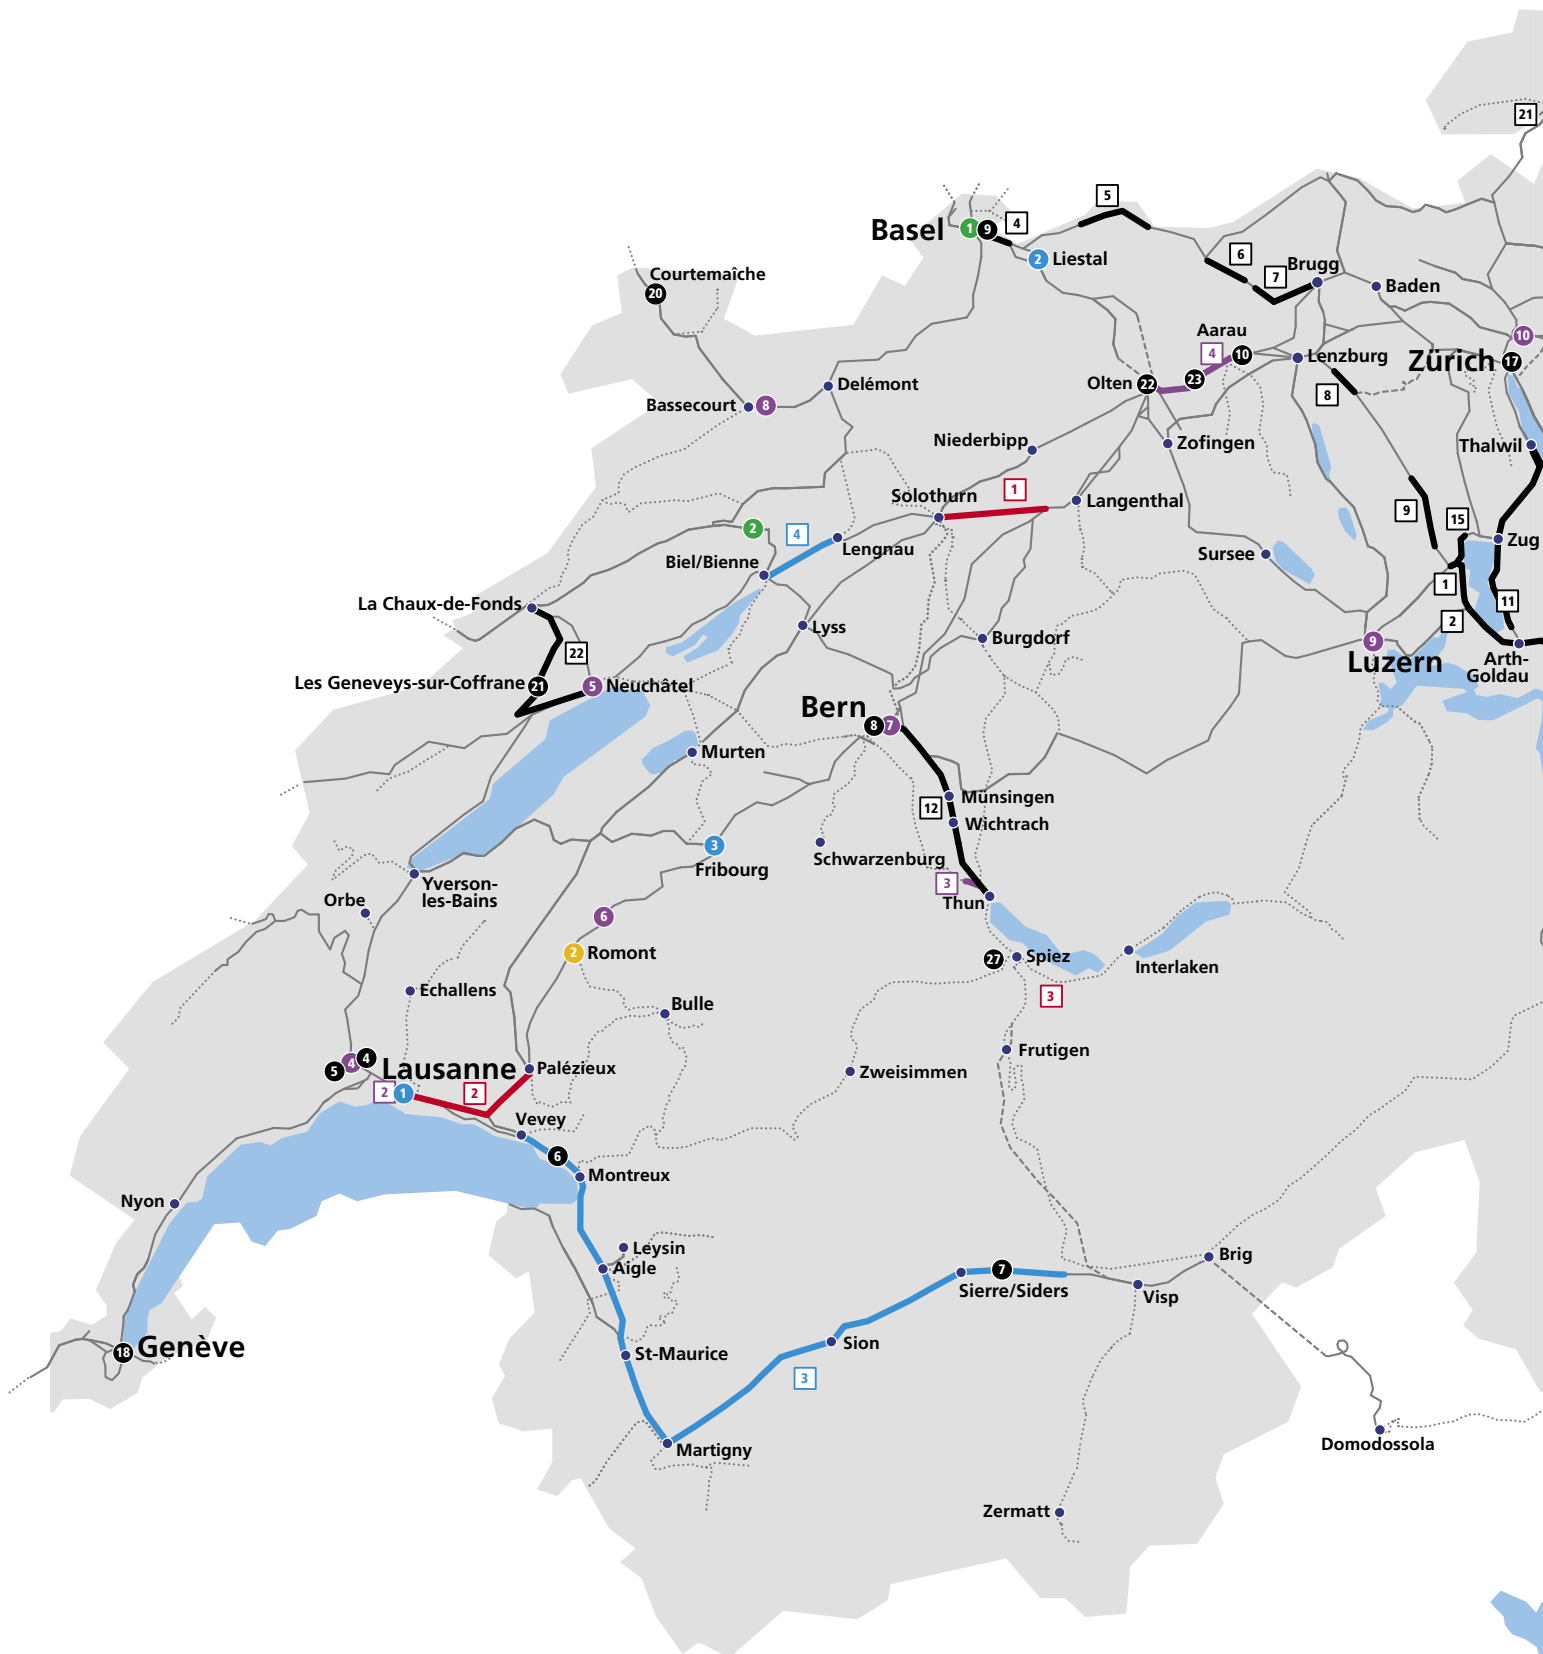 21
5
4
Basel
1
9
2
Liestal
6
7
Brugg
Courtemaîche
20
Baden
Aarau
10
4
10
Lenzburg
Zürich
17
Olten
22
23
Delémont
8
Bassecourt
8
Niederbipp
Zofingen
Thalwil
Solothurn
1
Langenthal
9
15
2
4
Lengnau
Zug
Biel/Bienne
Sursee
1
11
La Chaux-de-Fonds
2
Lyss
22
Burgdorf
9
Luzern
Arth-
Goldau
Les Geneveys-sur-Coffrane
21
5
Neuchâtel
Bern
8
7
Murten
Münsingen
12
Wichtrach
3
Fribourg
Schwarzenburg
Yverson-
les-Bains
3
Thun
Orbe
6
2
Romont
27
Spiez
Interlaken
Echallens
3
Bulle
Frutigen
5
4
4
Lausanne
Palézieux
Zweisimmen
2
1
2
Vevey
6
Montreux
Nyon
Leysin
Aigle
Brig
7
Sierre/Siders
Visp
18
Genève
Sion
St-Maurice
3
Martigny
Domodossola
Zermatt